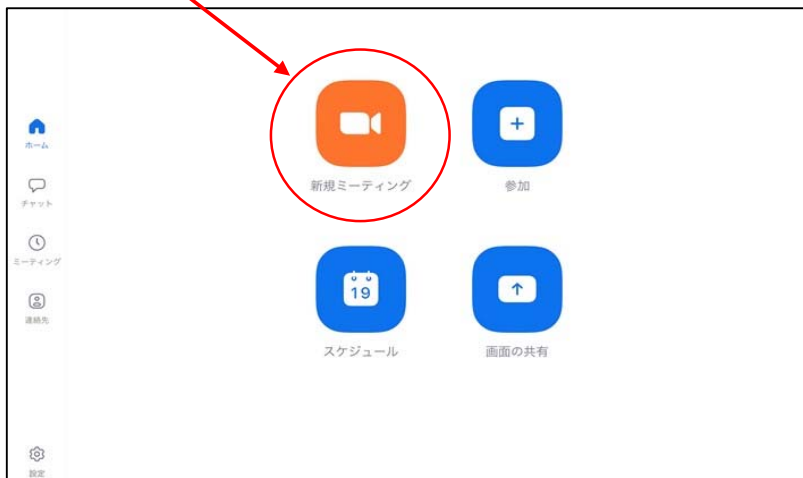 ホーム
チャット
ミーティング
連絡先
設定
新規ミーティング
参加
19
スケジュール
画面の共有